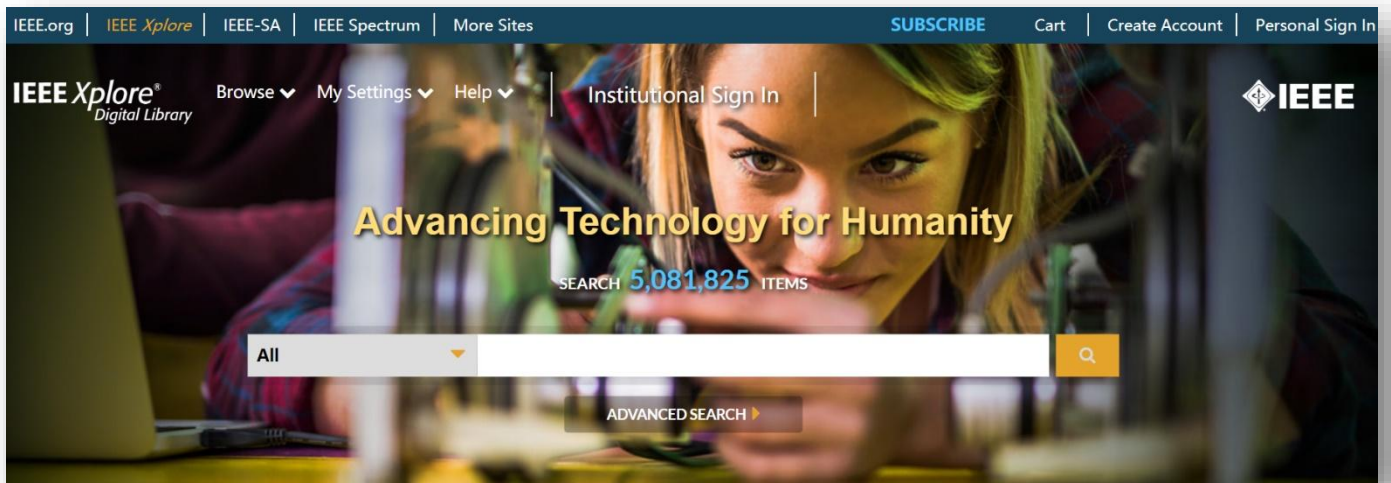 IEEE.org | IEEE Xplore | IEEE-SA | IEEE Spectrum | More Sites SUBSCRIBE Cart | Create Account | Personal Sign In
IEEE Xplore® Browse My Settings Help | Institutional Sign In | IEEE
Digital Library
Advancing Technology for Humanity
SEARCH 5,081,825 ITEMS
All
ADVANCED SEARCH